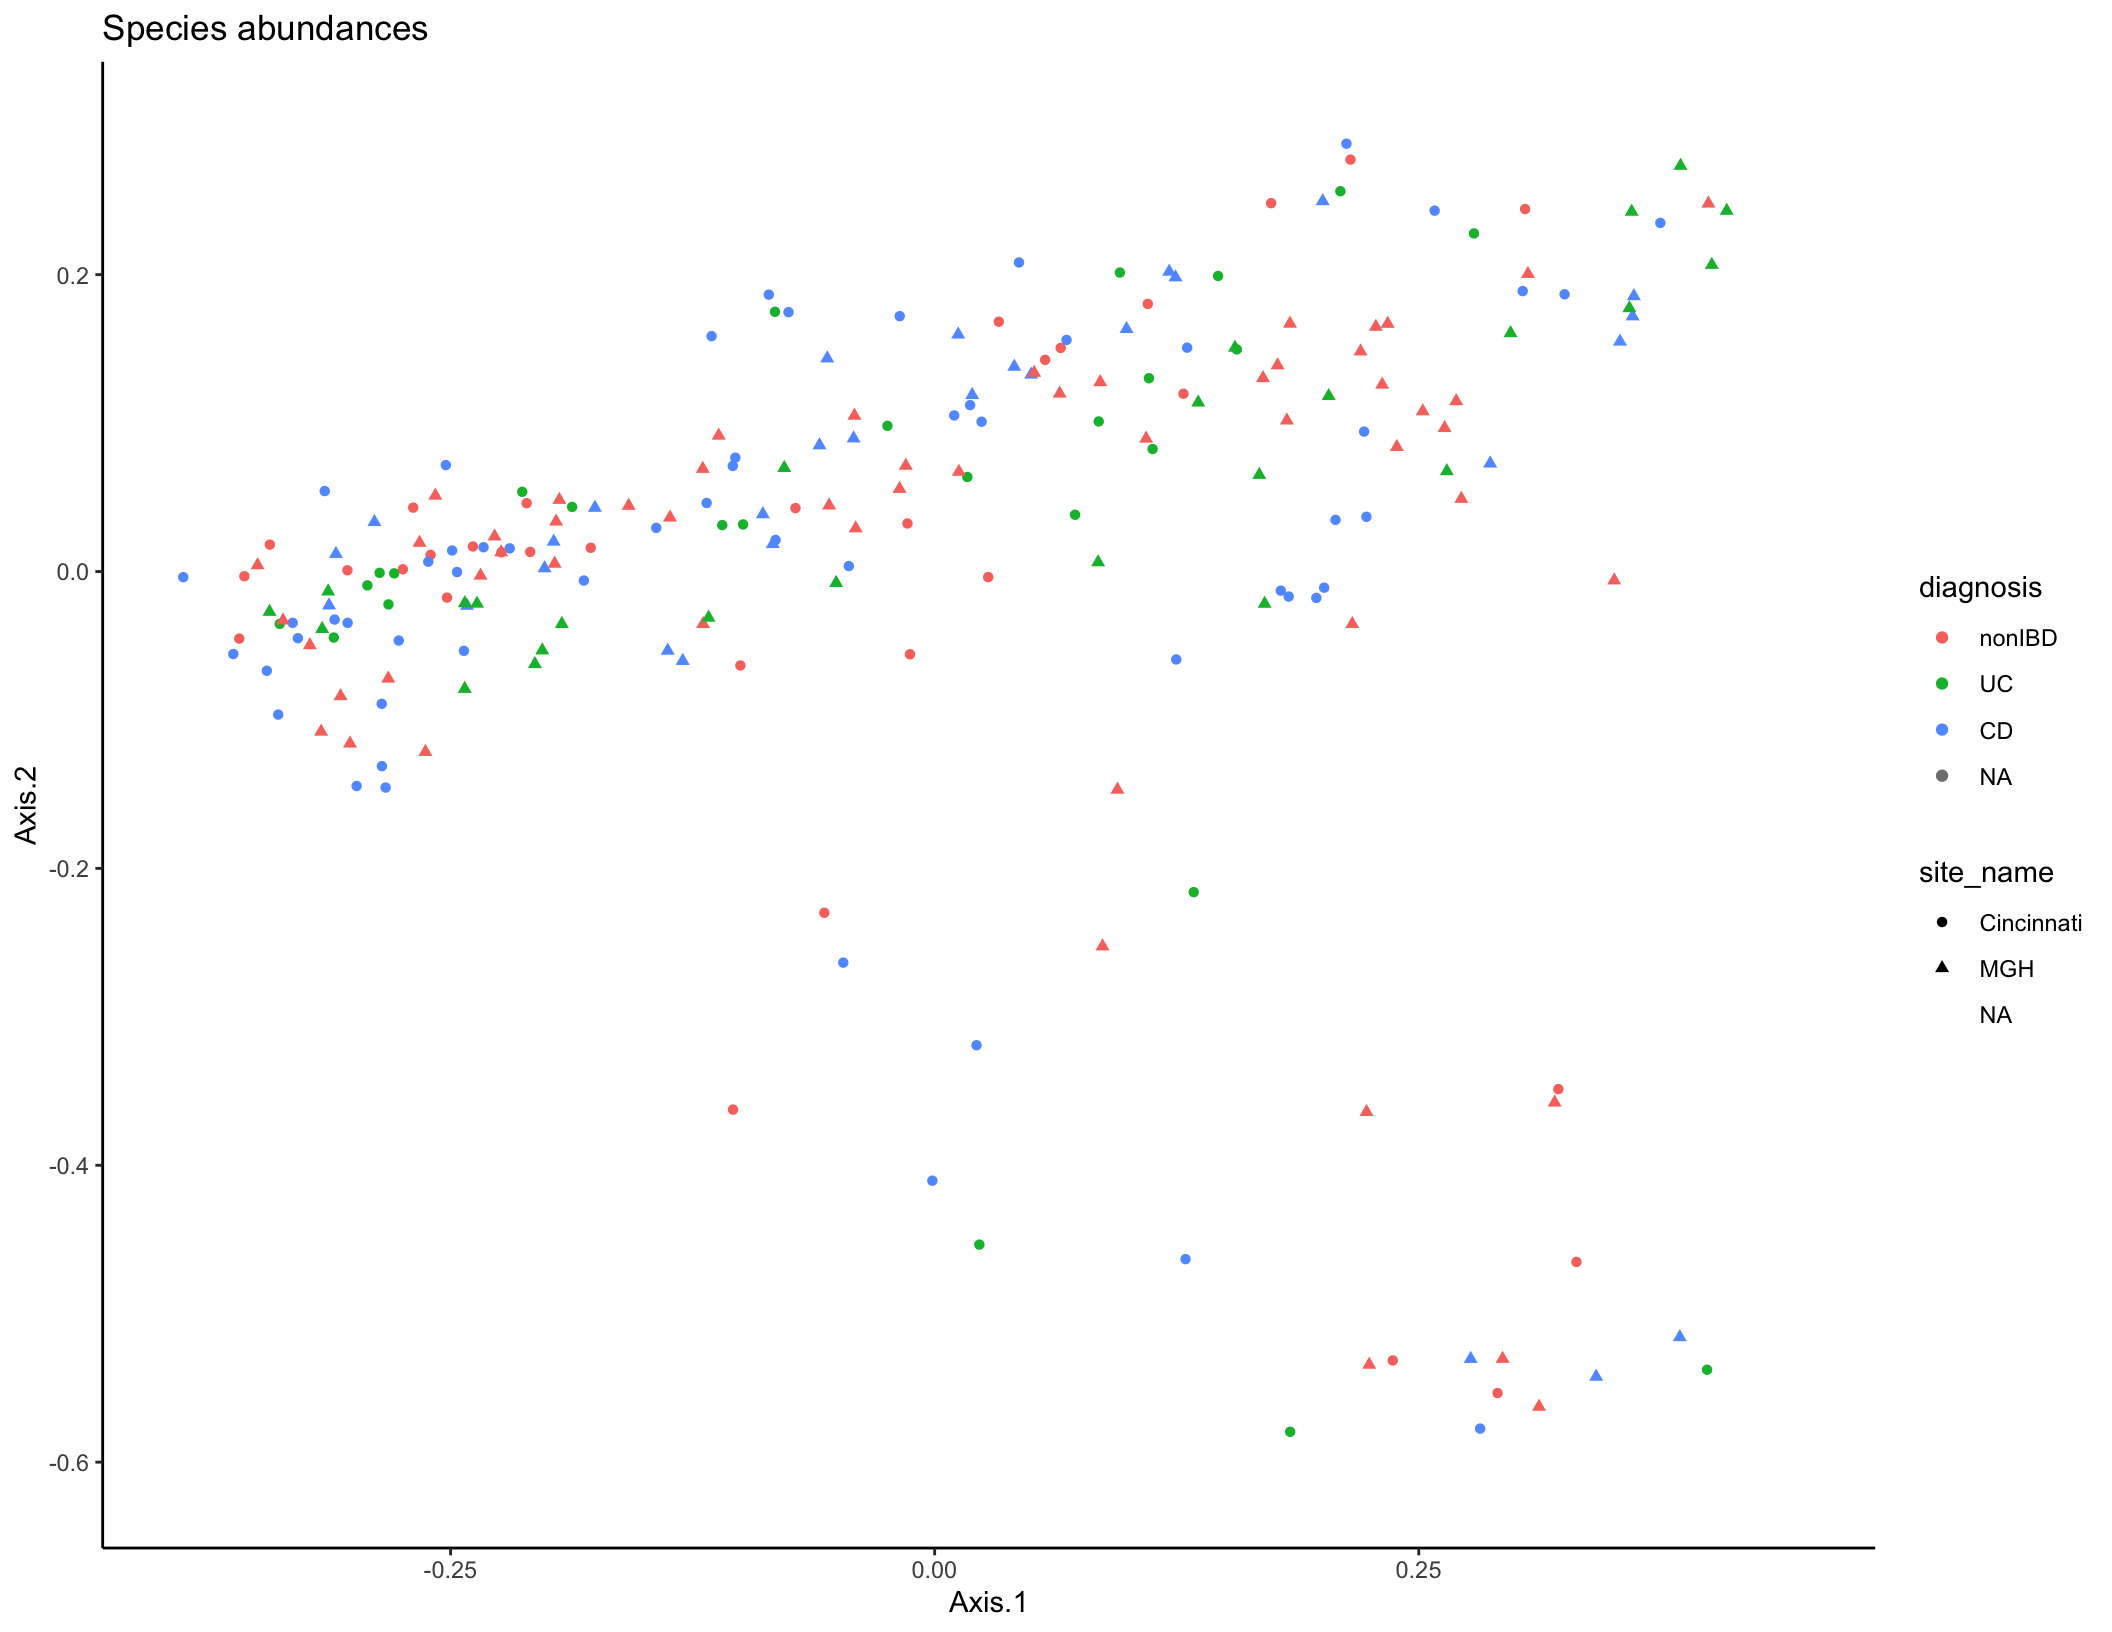 Species abundances
Axis.2
0.2
0.0
-0.2
-0.4
-0.6
-0.25
0.00
0.25
Axis.1
diagnosis
nonIBD
UC
CD
NA
site_name
Cincinnati
MGH
NA